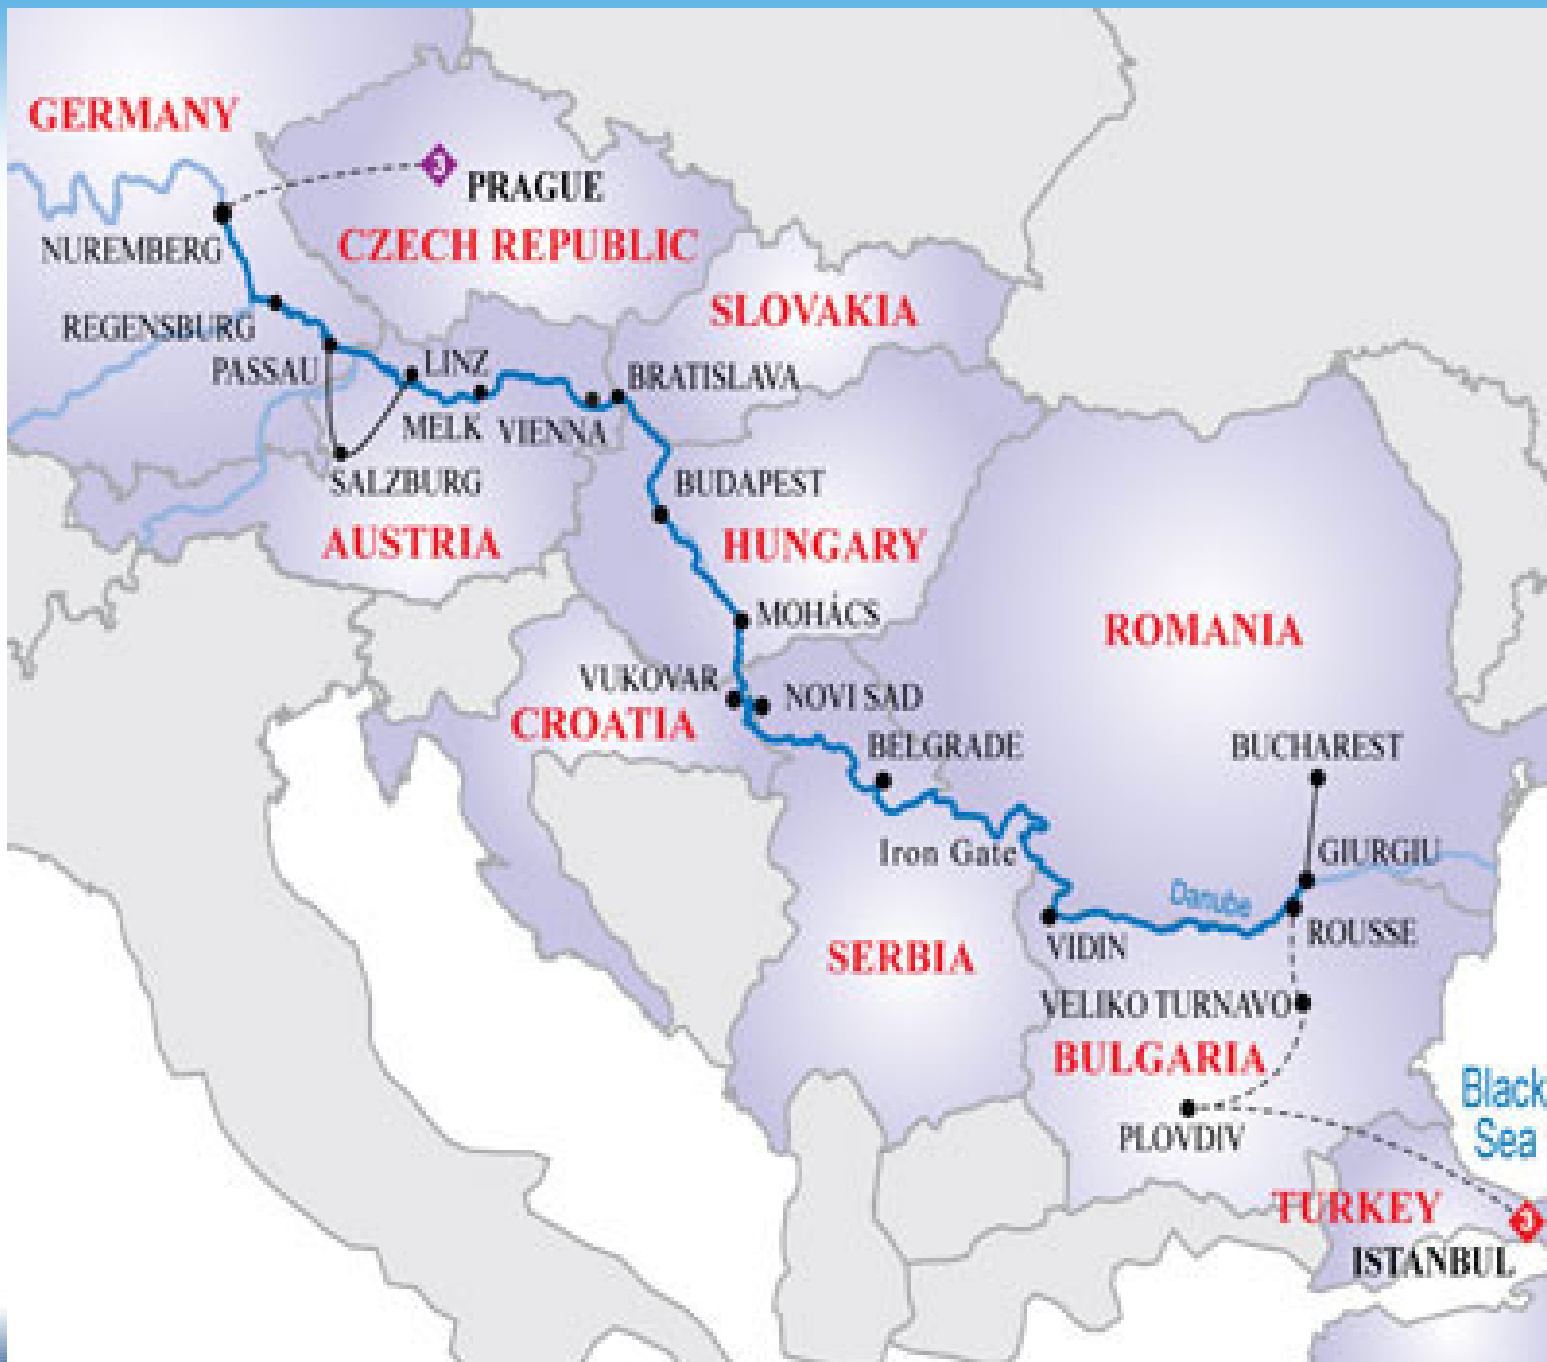 GERMANY
3
PRAGUE
NUREMBERG
CZECH REPUBLIC
SLOVAKIA
REGENSBURG
PASSAU
LINZ
BRATISLAVA
MELK
VIENNA
SALZBURG
BUDAPEST
AUSTRIA
HUNGARY
MOHÁCS
ROMANIA
VUKOVAR
NOVI SAD
CROATIA
BELGRADE
BUCHAREST
Iron Gate
GIURGIU
Danube
ROUSSE
VIDIN
SERBIA
VELIKO TURNAVO
BULGARIA
Black
Sea
PLOVDIV
TURKEY
3
ISTANBUL